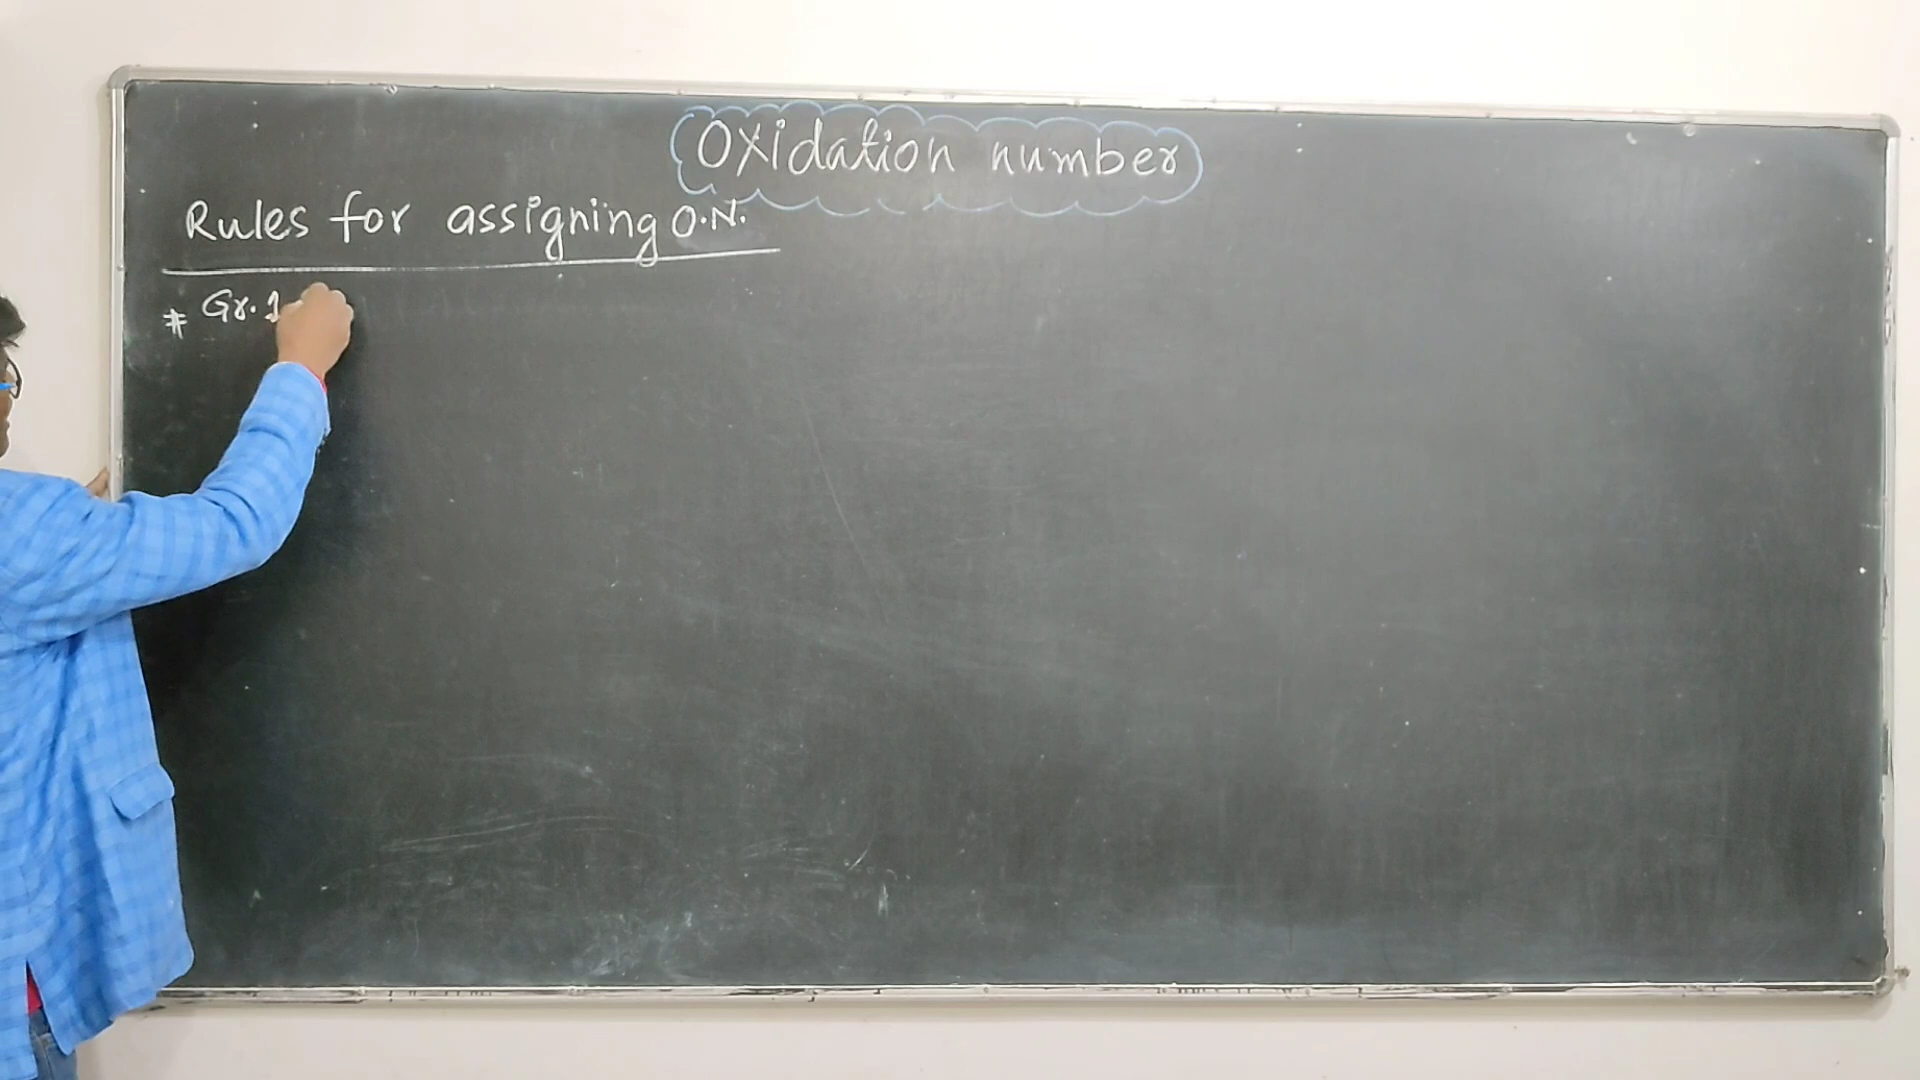 Oxidation number
Rules for assigning O.N.
# Gr. 1